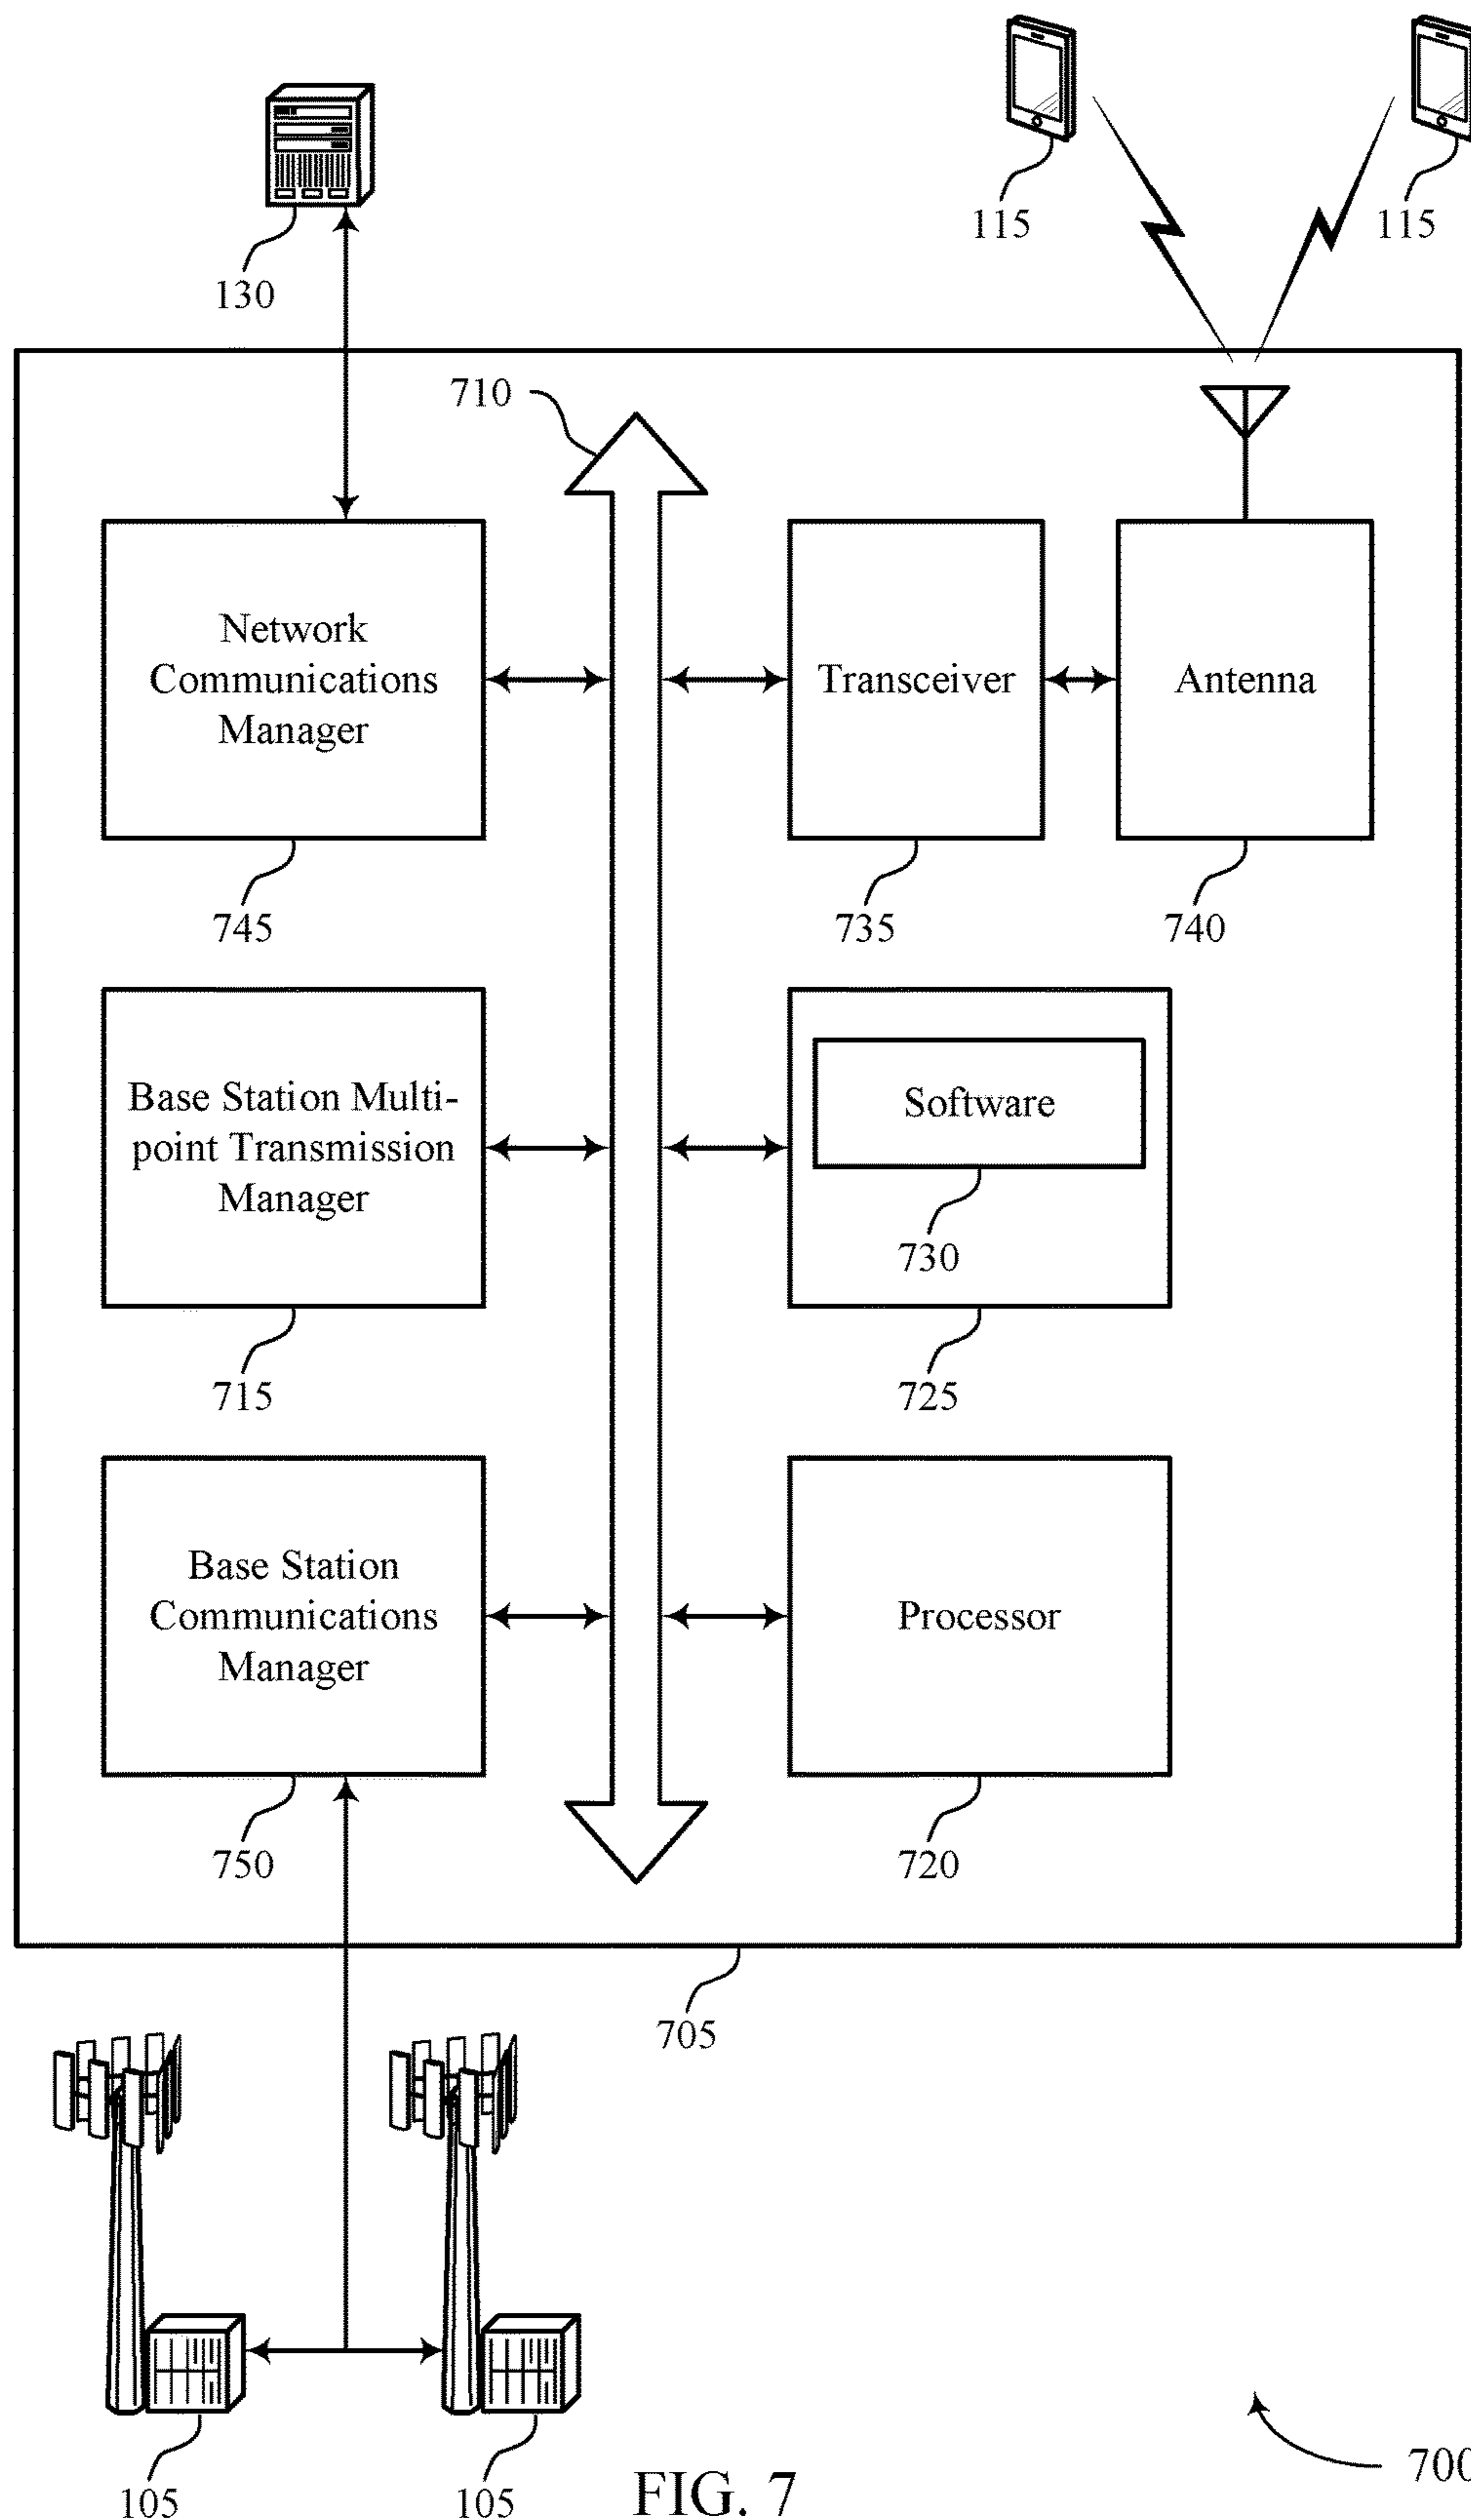 115
115
130
710
Network
Communications
Manager
Transceiver
Antenna
745
735
740
Base Station Multi-
point Transmission
Manager
Software
730
715
725
Base Station
Communications
Manager
Processor
750
720
705
105
105
FIG. 7
700